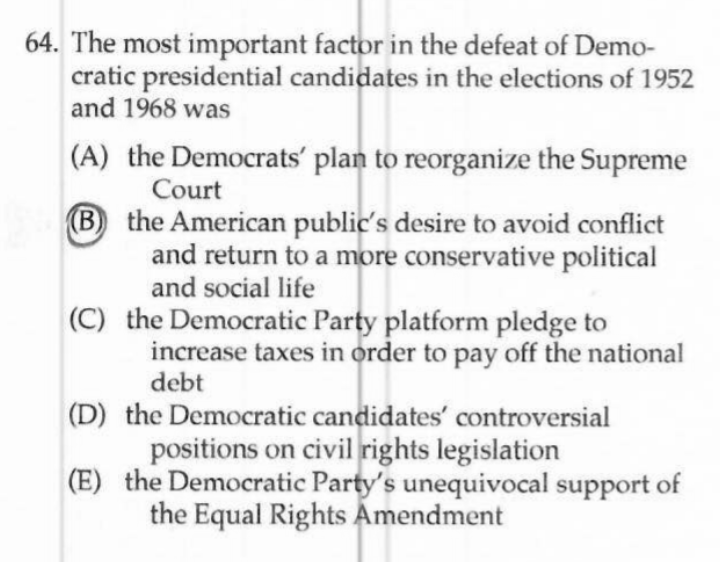 64. The most important factor in the defeat of Demo-
cratic presidential candidates in the elections of 1952
and 1968 was
(A) the Democrats' plan to reorganize the Supreme
Court
(B) the American public's desire to avoid conflict
and return to a more conservative political
and social life
(C) the Democratic Party platform pledge to
increase taxes in order to pay off the national
debt
(D) the Democratic candidates' controversial
positions on civil rights legislation
(E) the Democratic Party's unequivocal support of
the Equal Rights Amendment